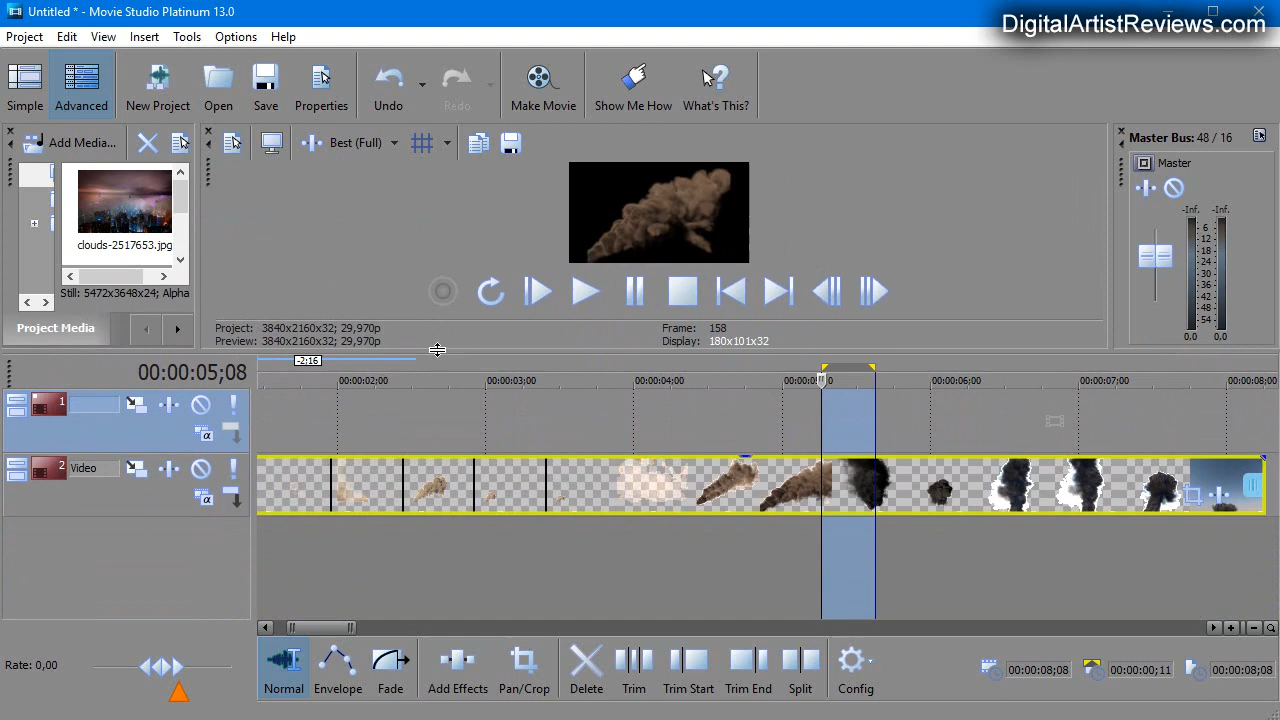 Untitled * - Movie Studio Platinum 13.0
DigitalArtistReviews.com
Project Edit View Insert Tools Options Help
Simple Advanced New Project Open Save Properties Undo Redo Make Movie Show Me How What's This?
Add Media...
Best (Full)
Master Bus: 48 / 16
Master
clouds-2517653.jpg
-Inf. -Inf.
6
12
18
24
30
36
42
48
54
0.0 0.0
Still: 5472x3648x24; Alpha
Project Media
Project: 3840x2160x32; 29,970p
Preview: 3840x2160x32; 29,970p
Frame: 158
Display: 180x101x32
-2:16
00:00:05;08
00:00:02;00 00:00:03;00 00:00:04;00 00:00:05;00 00:00:06;00 00:00:07;00 00:00:08;00
1
2 Video
Rate: 0,00
Normal Envelope Fade Add Effects Pan/Crop Delete Trim Trim Start Trim End Split Config
00:00:08;08 00:00:00;11 00:00:08;08